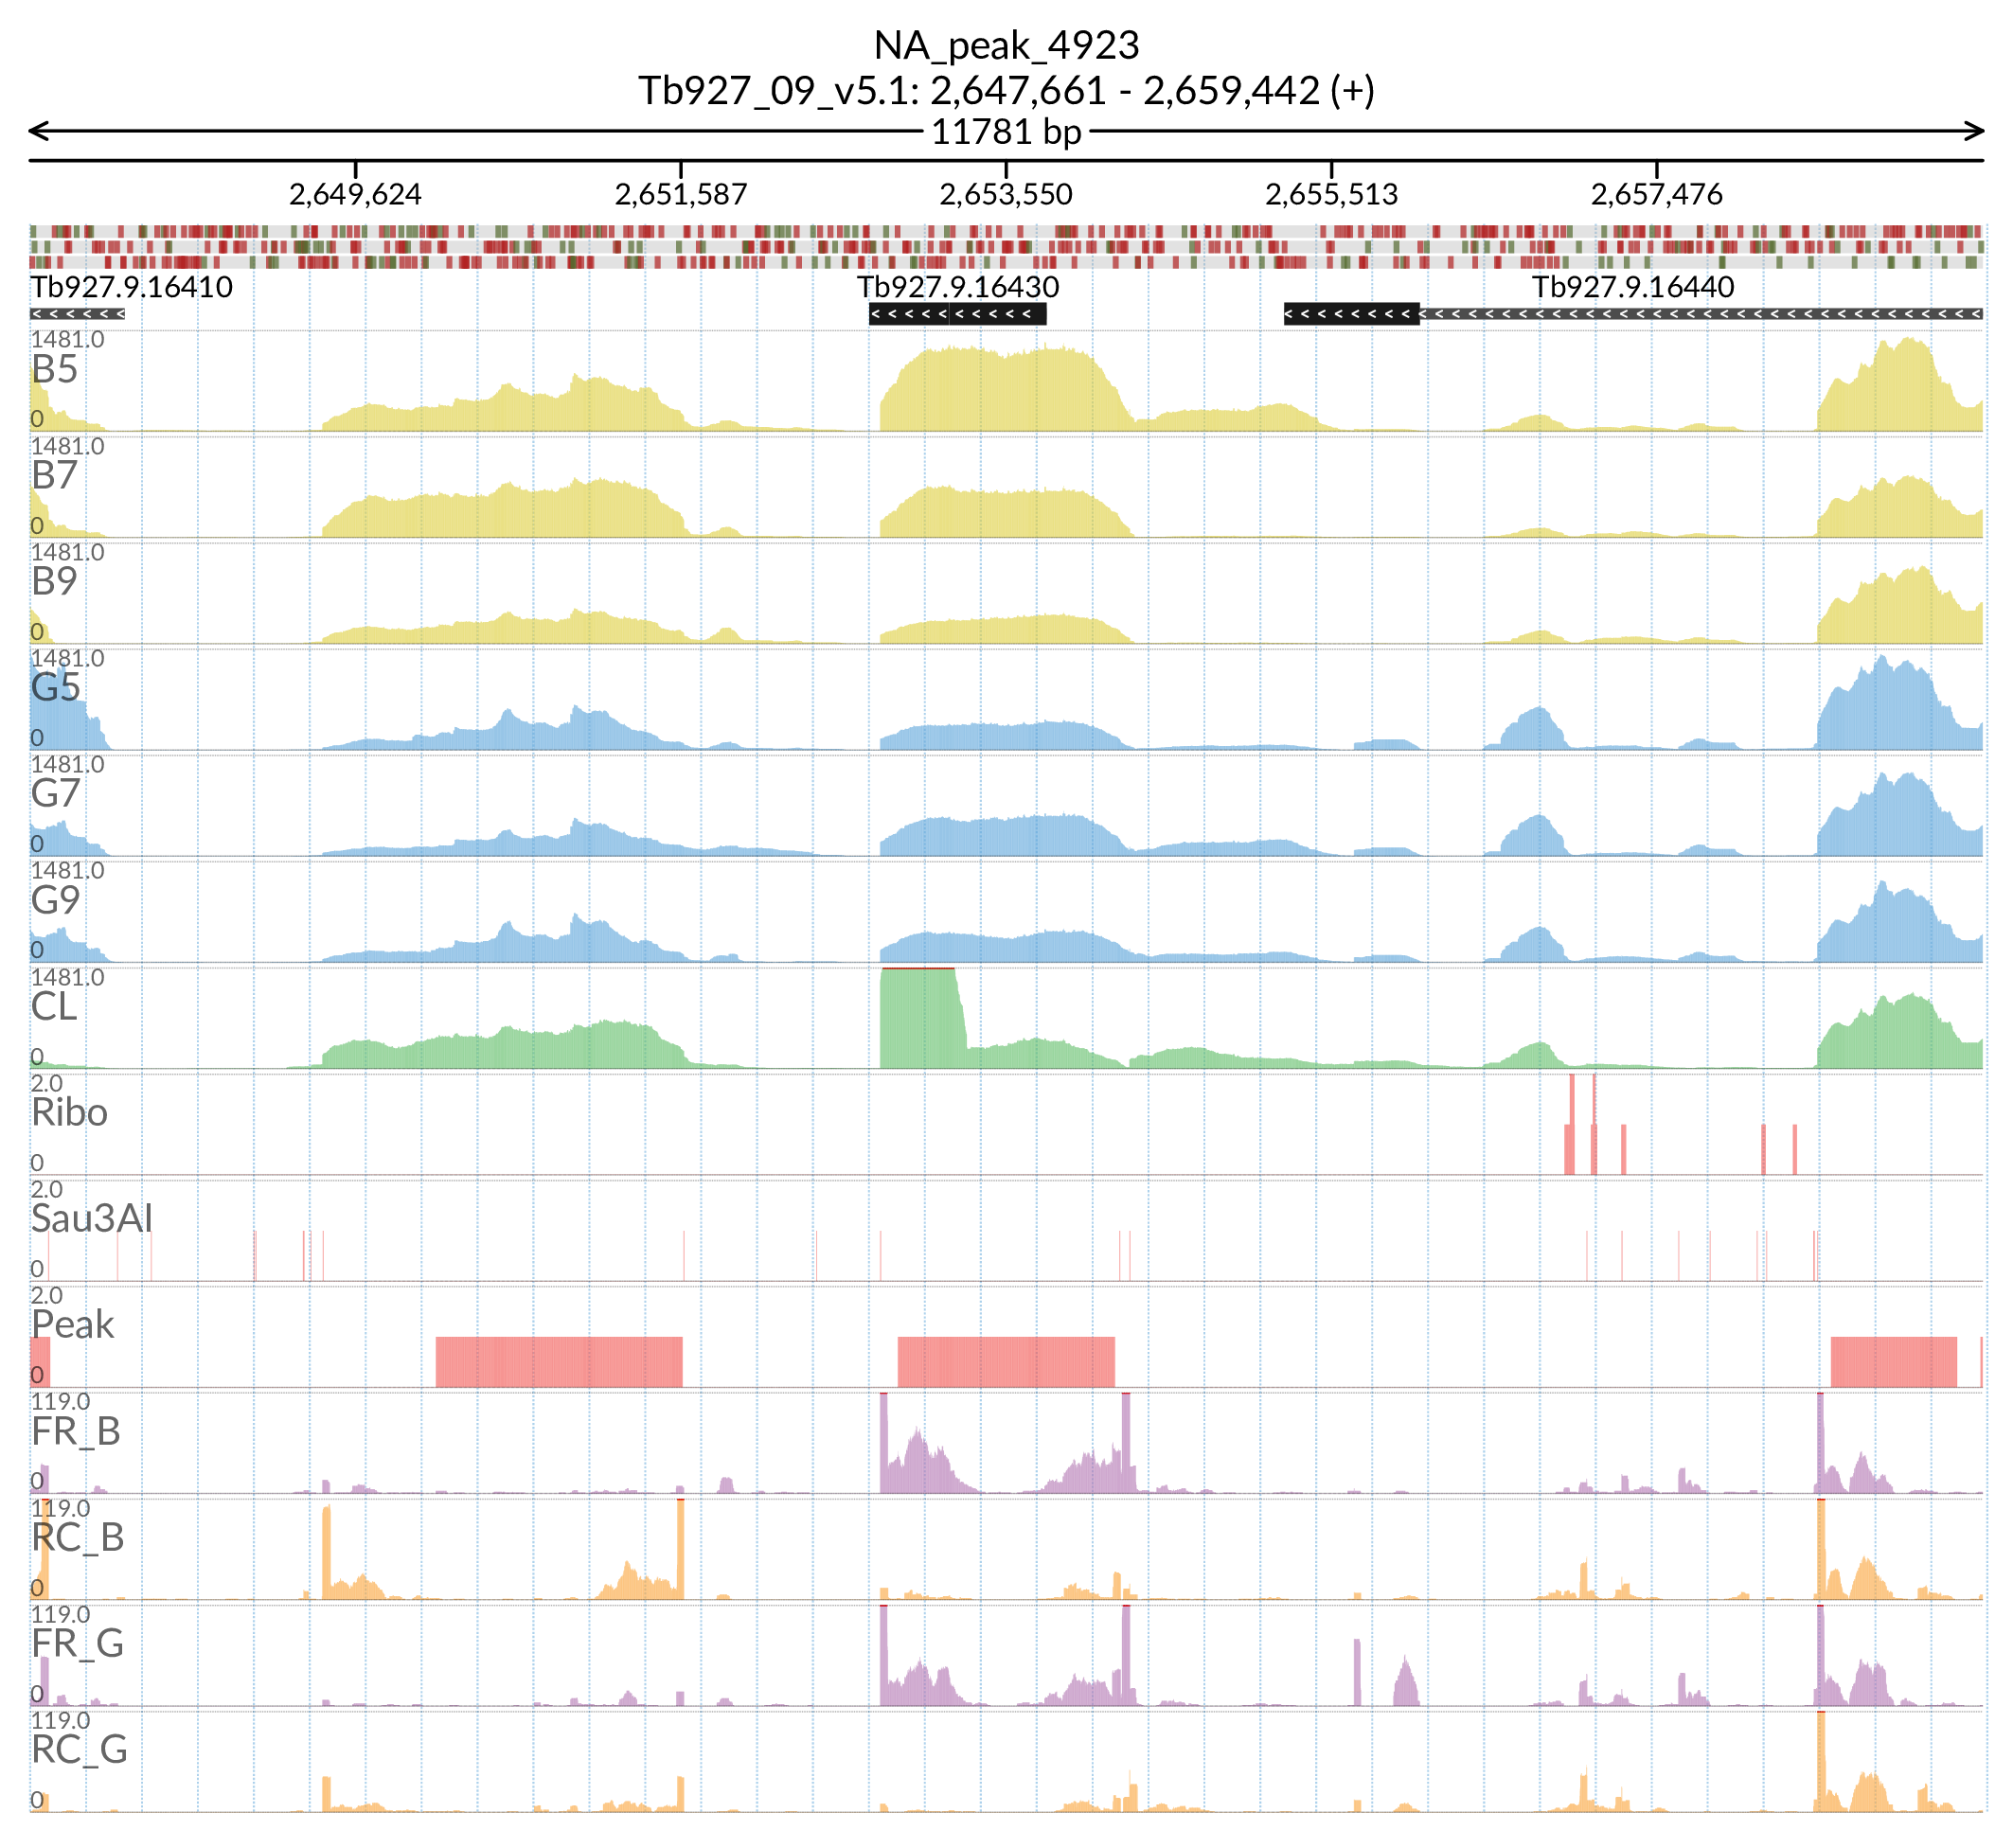 NA_peak_4923
Tb927_09_v5.1: 2,647,661 - 2,659,442 (+)
11781 bp
2,649,624 2,651,587 2,653,550 2,655,513 2,657,476
Tb927.9.16410 Tb927.9.16430 Tb927.9.16440
1481.0
B5
0
1481.0
B7
0
1481.0
B9
0
1481.0
G5
0
1481.0
G7
0
1481.0
G9
0
1481.0
CL
0
2.0
Ribo
0
2.0
Sau3AI
0
2.0
Peak
0
119.0
FR_B
0
119.0
RC_B
0
119.0
FR_G
0
119.0
RC_G
0